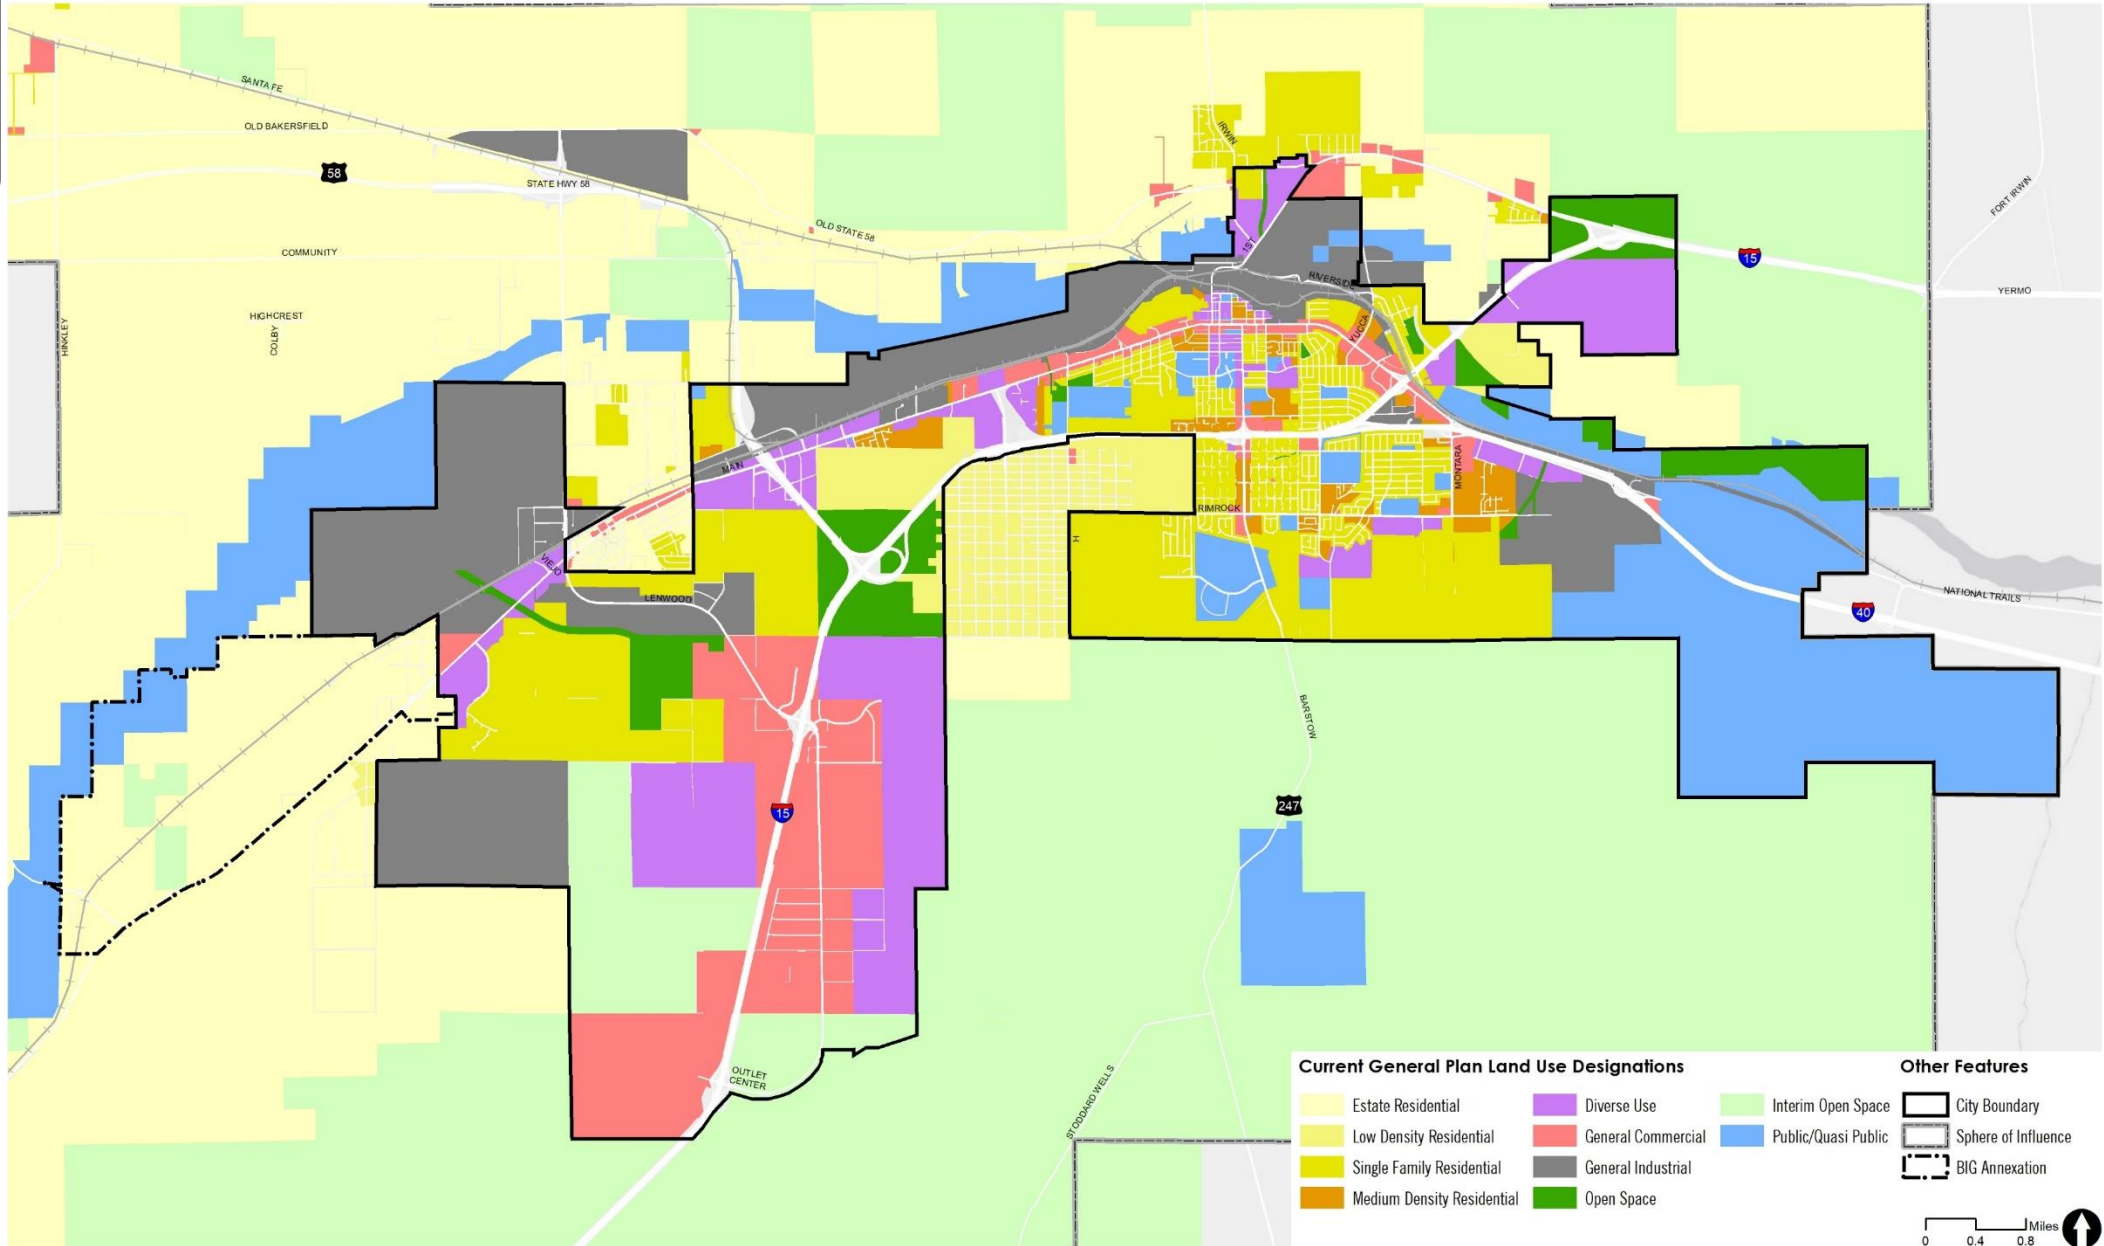 SANTA FE
OLD BAKERSFIELD
58
STATE HWY 58
IRWIN
FORT IRWIN
OLD STATE 58
COMMUNITY
1ST
15
RIVERSIDE
YERMO
HINKLEY
HIGHCREST
COLBY
YUCCA
MAIN
MONTARA
RIMROCK
H
VIEJO
LENWOOD
NATIONAL TRAILS
40
BARSTOW
15
247
OUTLET
CENTER
STODDARD WELLS
Current General Plan Land Use Designations
Estate Residential
Low Density Residential
Single Family Residential
Medium Density Residential
Diverse Use
General Commercial
General Industrial
Open Space
Interim Open Space
Public/Quasi Public
Other Features
City Boundary
Sphere of Influence
BIG Annexation
Miles
0 0.4 0.8